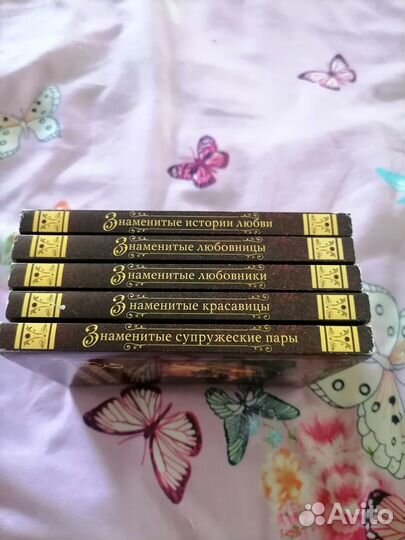 Знаменитые истории любви
Знаменитые любовницы
Знаменитые любовники
Знаменитые красавицы
Знаменитые супружеские пары
Avito